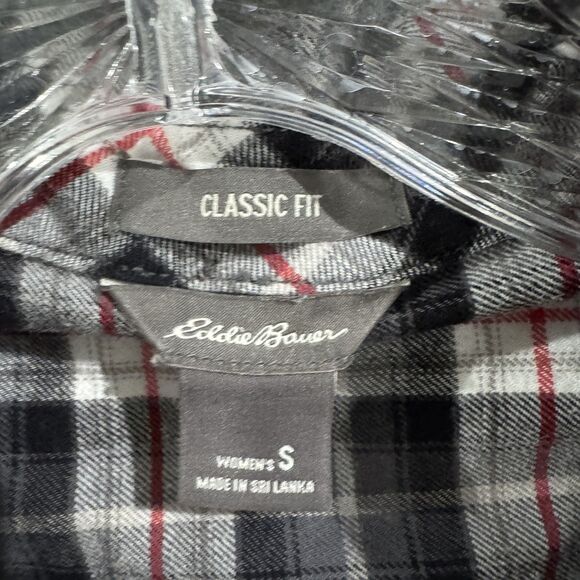 CLASSIC FIT
Eddie Bauer
WOMEN'S S
MADE IN SRI LANKA